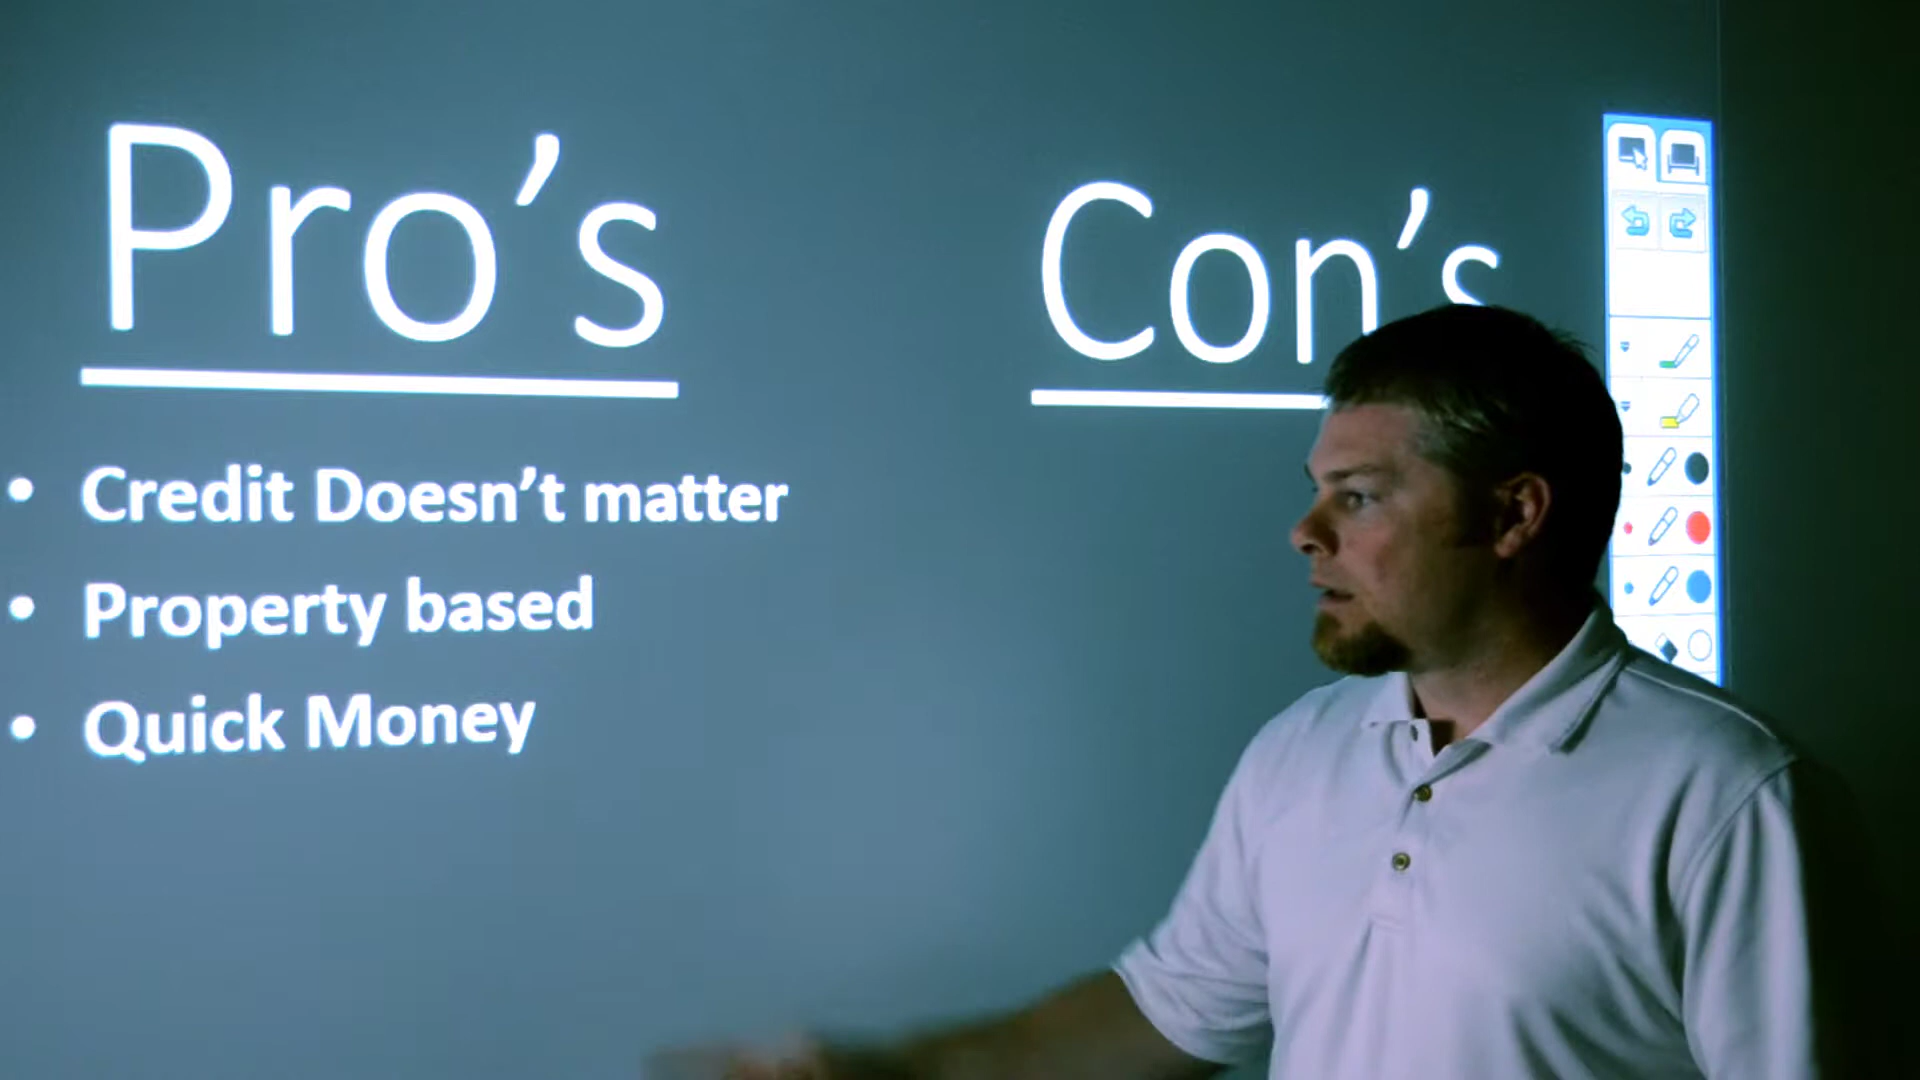 Pro's
Con's
• Credit Doesn't matter
• Property based
• Quick Money